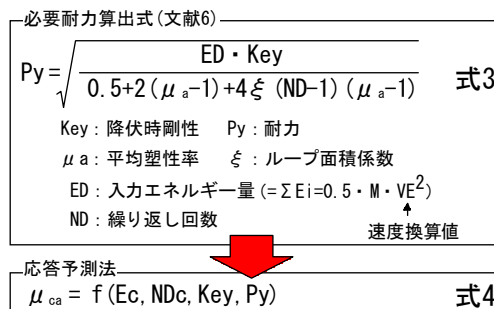 必要耐力算出式(文献6)
Py=√ED・Key/0.5+2(μa-1)+4ξ(ND-1)(μa-1) 式3
Key:降伏時剛性 Py:耐力
μa:平均塑性率 ξ:ループ面積係数
ED:入力エネルギー量(=ΣEi=0.5・M・VE²)
ND:繰り返し回数
速度換算値
応答予測法
μca= f(Ec,NDc,Key,Py) 式4